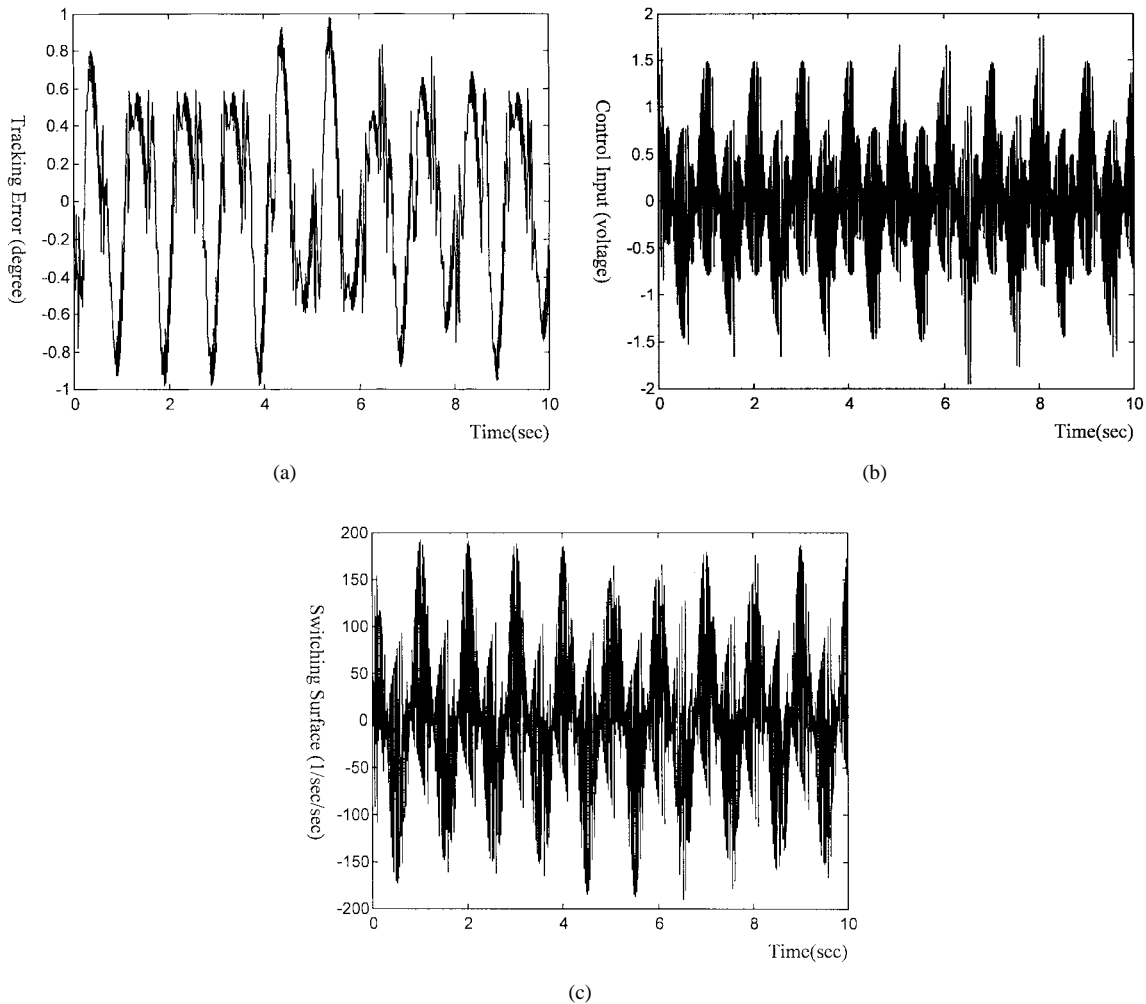 1
0.8
0.6
0.4
0.2
0
-0.2
-0.4
-0.6
-0.8
-1
Tracking Error (degree)
0 2 4 6 8 10
Time(sec)
(a)
2
1.5
1
0.5
0
-0.5
-1
-1.5
-2
Control Input (voltage)
0 2 4 6 8 10
Time(sec)
(b)
200
150
100
50
0
-50
-100
-150
-200
Switching Surface (1/sec/sec)
0 2 4 6 8 10
Time(sec)
(c)